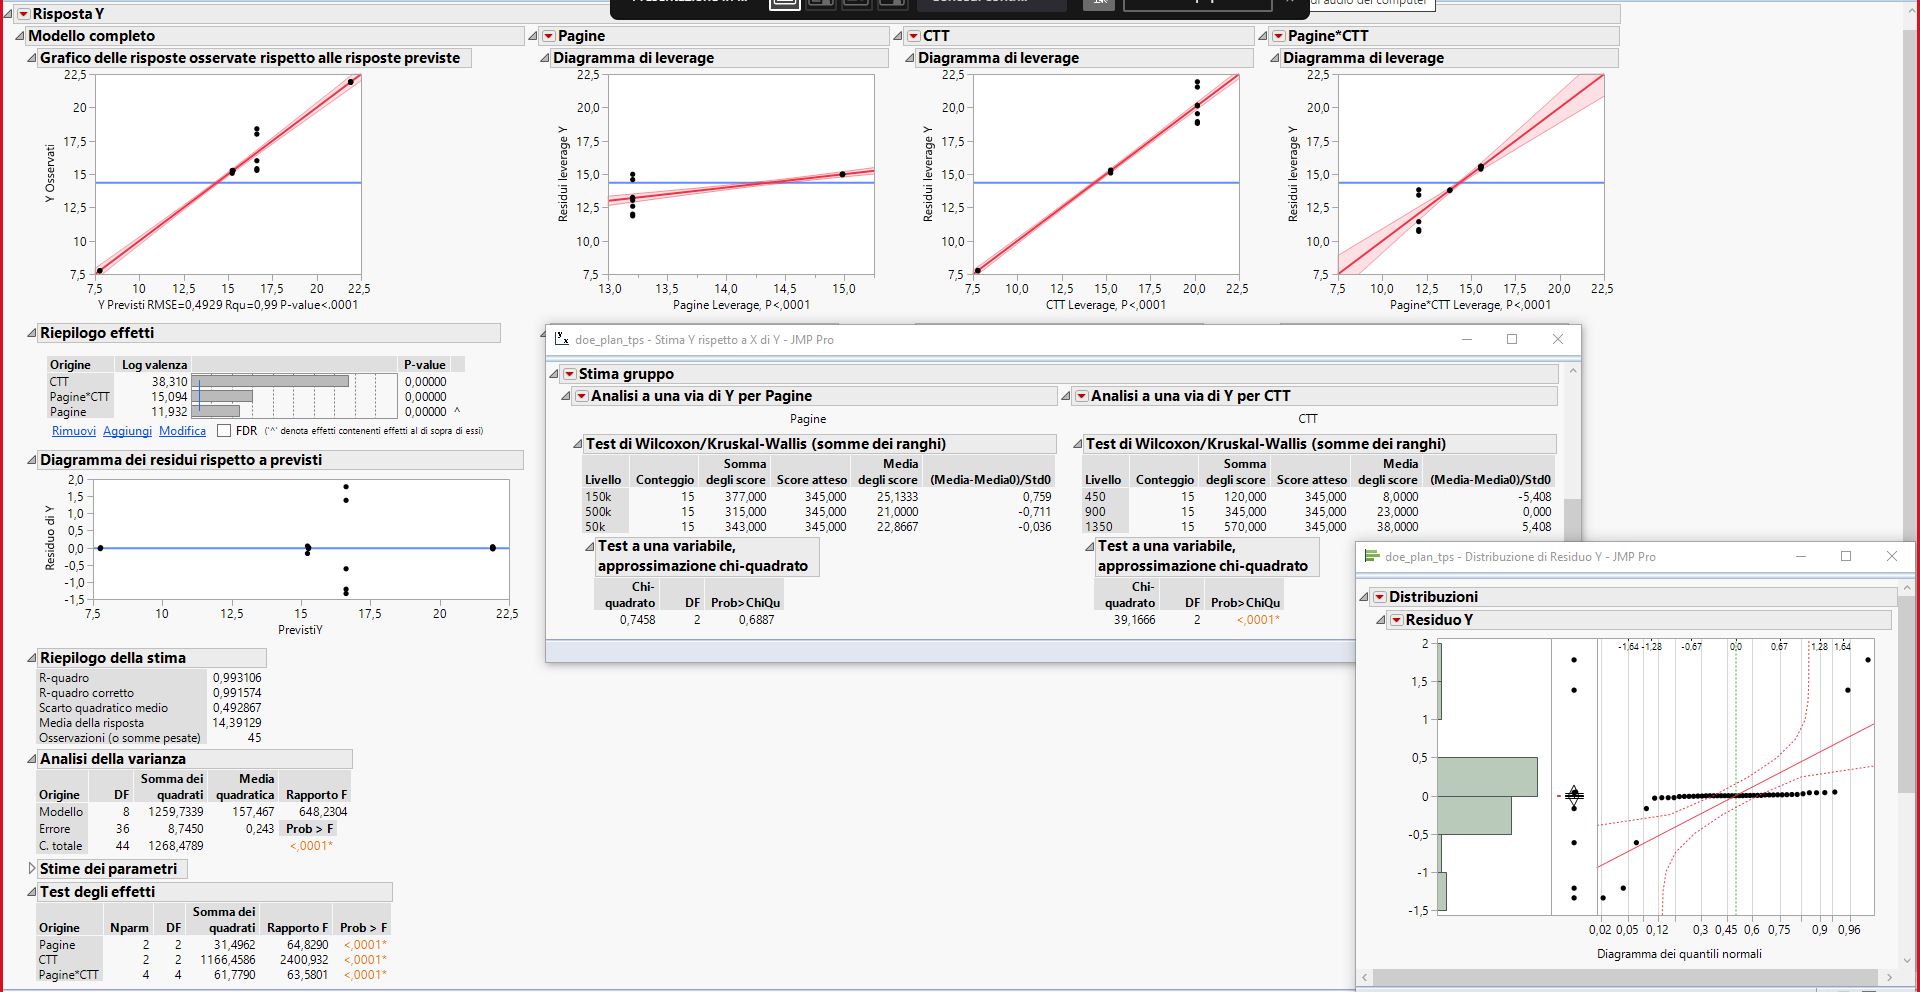 Risposta Y
Modello completo
Grafico delle risposte osservate rispetto alle risposte previste
22,5
20
17,5
15
12,5
10
7,5
Y Osservati
7,5 10 12,5 15 17,5 20 22,5
Y Previsti RMSE=0,4929 Rqu=0,99 P-value<.0001
Pagine
Diagramma di leverage
22,5
20,0
17,5
15,0
12,5
10,0
7,5
Residui leverage Y
13,0 13,5 14,0 14,5 15,0
Pagine Leverage, P<,0001
CTT
Diagramma di leverage
22,5
20,0
17,5
15,0
12,5
10,0
7,5
Residui leverage Y
7,5 10,0 12,5 15,0 17,5 20,0 22,5
CTT Leverage, P<,0001
Pagine*CTT
Diagramma di leverage
22,5
20,0
17,5
15,0
12,5
10,0
7,5
Residui leverage Y
7,5 10,0 12,5 15,0 17,5 20,0 22,5
Pagine*CTT Leverage, P<,0001
Riepilogo effetti
Origine Log valenza P-value
CTT 38,310 0,00000
Pagine*CTT 15,094 0,00000
Pagine 11,932 0,00000 ^
Rimuovi Aggiungi Modifica FDR ('^' denota effetti contenenti effetti al di sopra di essi)
Diagramma dei residui rispetto a previsti
2,0
1,5
1,0
0,5
0,0
-0,5
-1,0
-1,5
Residuo di Y
7,5 10 12,5 15 17,5 20 22,5
PrevistiY
Riepilogo della stima
R-quadro 0,993106
R-quadro corretto 0,991574
Scarto quadratico medio 0,492867
Media della risposta 14,39129
Osservazioni (o somme pesate) 45
Analisi della varianza
Somma dei Media
Origine DF quadrati quadratica Rapporto F
Modello 8 1259,7339 157,467 648,2304
Errore 36 8,7450 0,243 Prob > F
C. totale 44 1268,4789 <,0001*
Stime dei parametri
Test degli effetti
Somma dei
Origine Nparm DF quadrati Rapporto F Prob > F
Pagine 2 2 31,4962 64,8290 <,0001*
CTT 2 2 1166,4586 2400,932 <,0001*
Pagine*CTT 4 4 61,7790 63,5801 <,0001*
doe_plan_tps - Stima Y rispetto a X di Y - JMP Pro
Stima gruppo
Analisi a una via di Y per Pagine
Pagine
Test di Wilcoxon/Kruskal-Wallis (somme dei ranghi)
Somma Media
Livello Conteggio degli score Score atteso degli score (Media-Media0)/Std0
150k 15 377,000 345,000 25,1333 0,759
500k 15 315,000 345,000 21,0000 -0,711
50k 15 343,000 345,000 22,8667 -0,036
Test a una variabile,
approssimazione chi-quadrato
Chi-
quadrato DF Prob>ChiQu
0,7458 2 0,6887
Analisi a una via di Y per CTT
CTT
Test di Wilcoxon/Kruskal-Wallis (somme dei ranghi)
Somma Media
Livello Conteggio degli score Score atteso degli score (Media-Media0)/Std0
450 15 120,000 345,000 8,0000 -5,408
900 15 345,000 345,000 23,0000 0,000
1350 15 570,000 345,000 38,0000 5,408
Test a una variabile,
approssimazione chi-quadrato
Chi-
quadrato DF Prob>ChiQu
39,1666 2 <,0001*
doe_plan_tps - Distribuzione di Residuo Y - JMP Pro
Distribuzioni
Residuo Y
2
1,5
1
0,5
0
-0,5
-1
-1,5
-1,64 -1,28 -0,67 0,0 0,67 1,28 1,64
0,02 0,05 0,12 0,3 0,45 0,6 0,75 0,9 0,96
Diagramma dei quantili normali